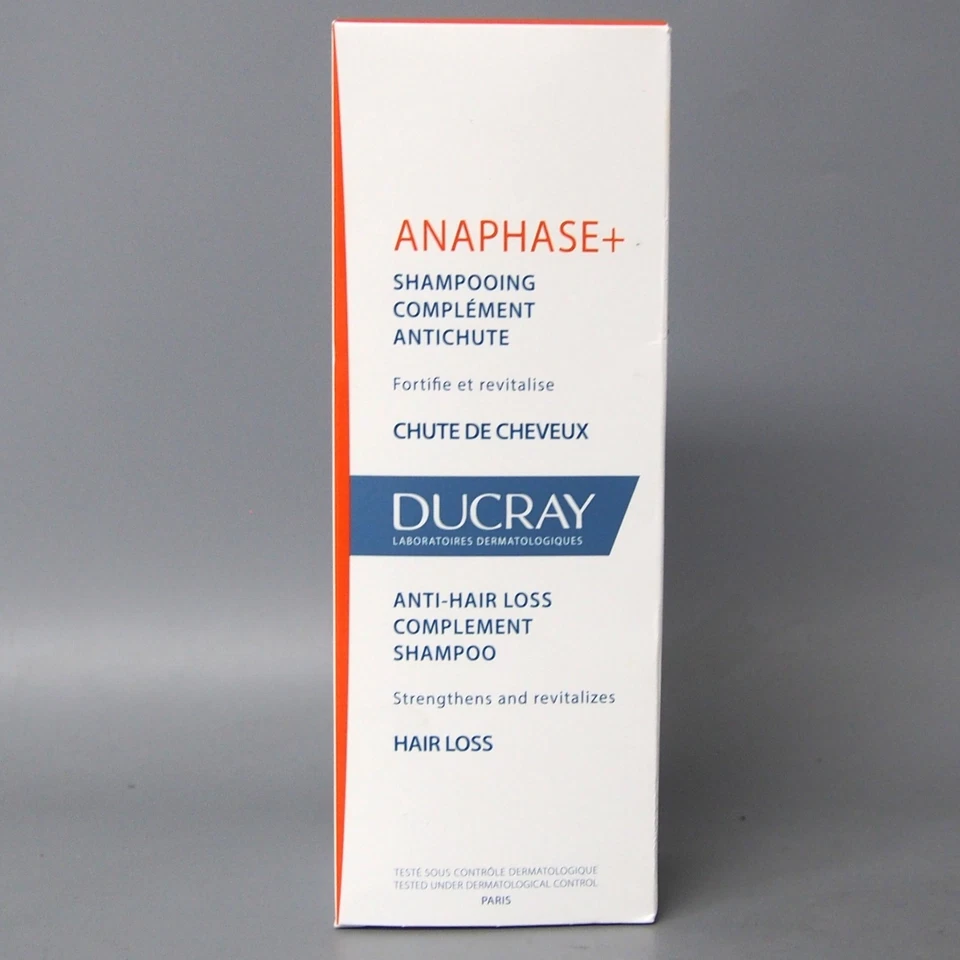 ANAPHASE+
SHAMPOOING
COMPLÉMENT
ANTICHUTE
Fortifie et revitalise
CHUTE DE CHEVEUX
DUCRAY
LABORATOIRES DERMATOLOGIQUES
ANTI-HAIR LOSS
COMPLEMENT
SHAMPOO
Strengthens and revitalizes
HAIR LOSS
TESTÉ SOUS CONTRÔLE DERMATOLOGIQUE
TESTED UNDER DERMATOLOGICAL CONTROL
PARIS